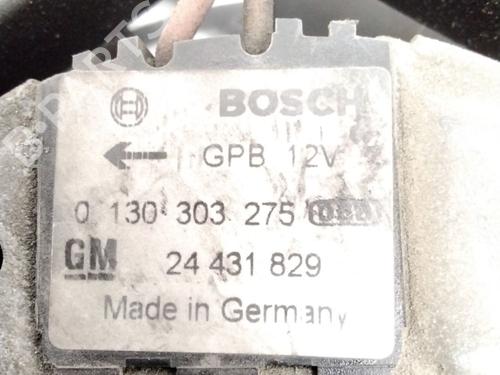 BOSCH
GPB 12V
0 130 303 275
GM 24 431 829
Made in Germany